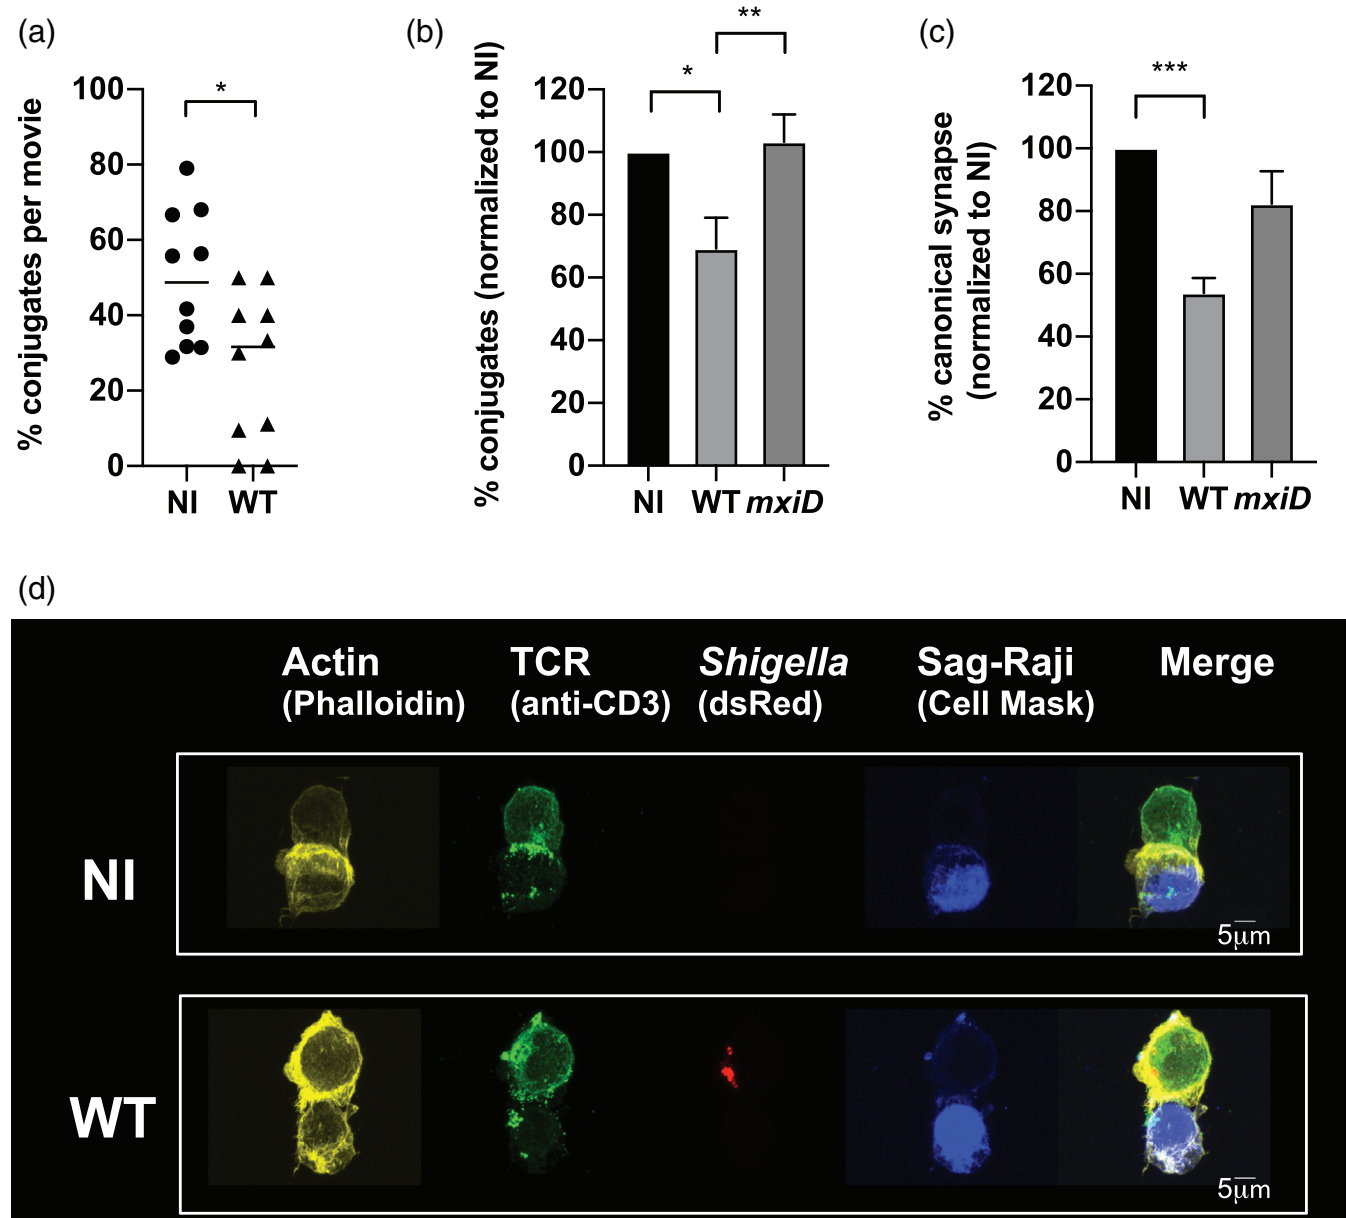 (a)
% conjugates per movie
100
80
60
40
20
0
*
NI WT
(b)
% conjugates (normalized to NI)
120
100
80
60
40
20
0
*
**
NI WT mxiD
(c)
% canonical synapse
(normalized to NI)
120
100
80
60
40
20
0
***
NI WT mxiD
(d)
Actin TCR Shigella Sag-Raji Merge
(Phalloidin) (anti-CD3) (dsRed) (Cell Mask)
NI
5μm
WT
5μm